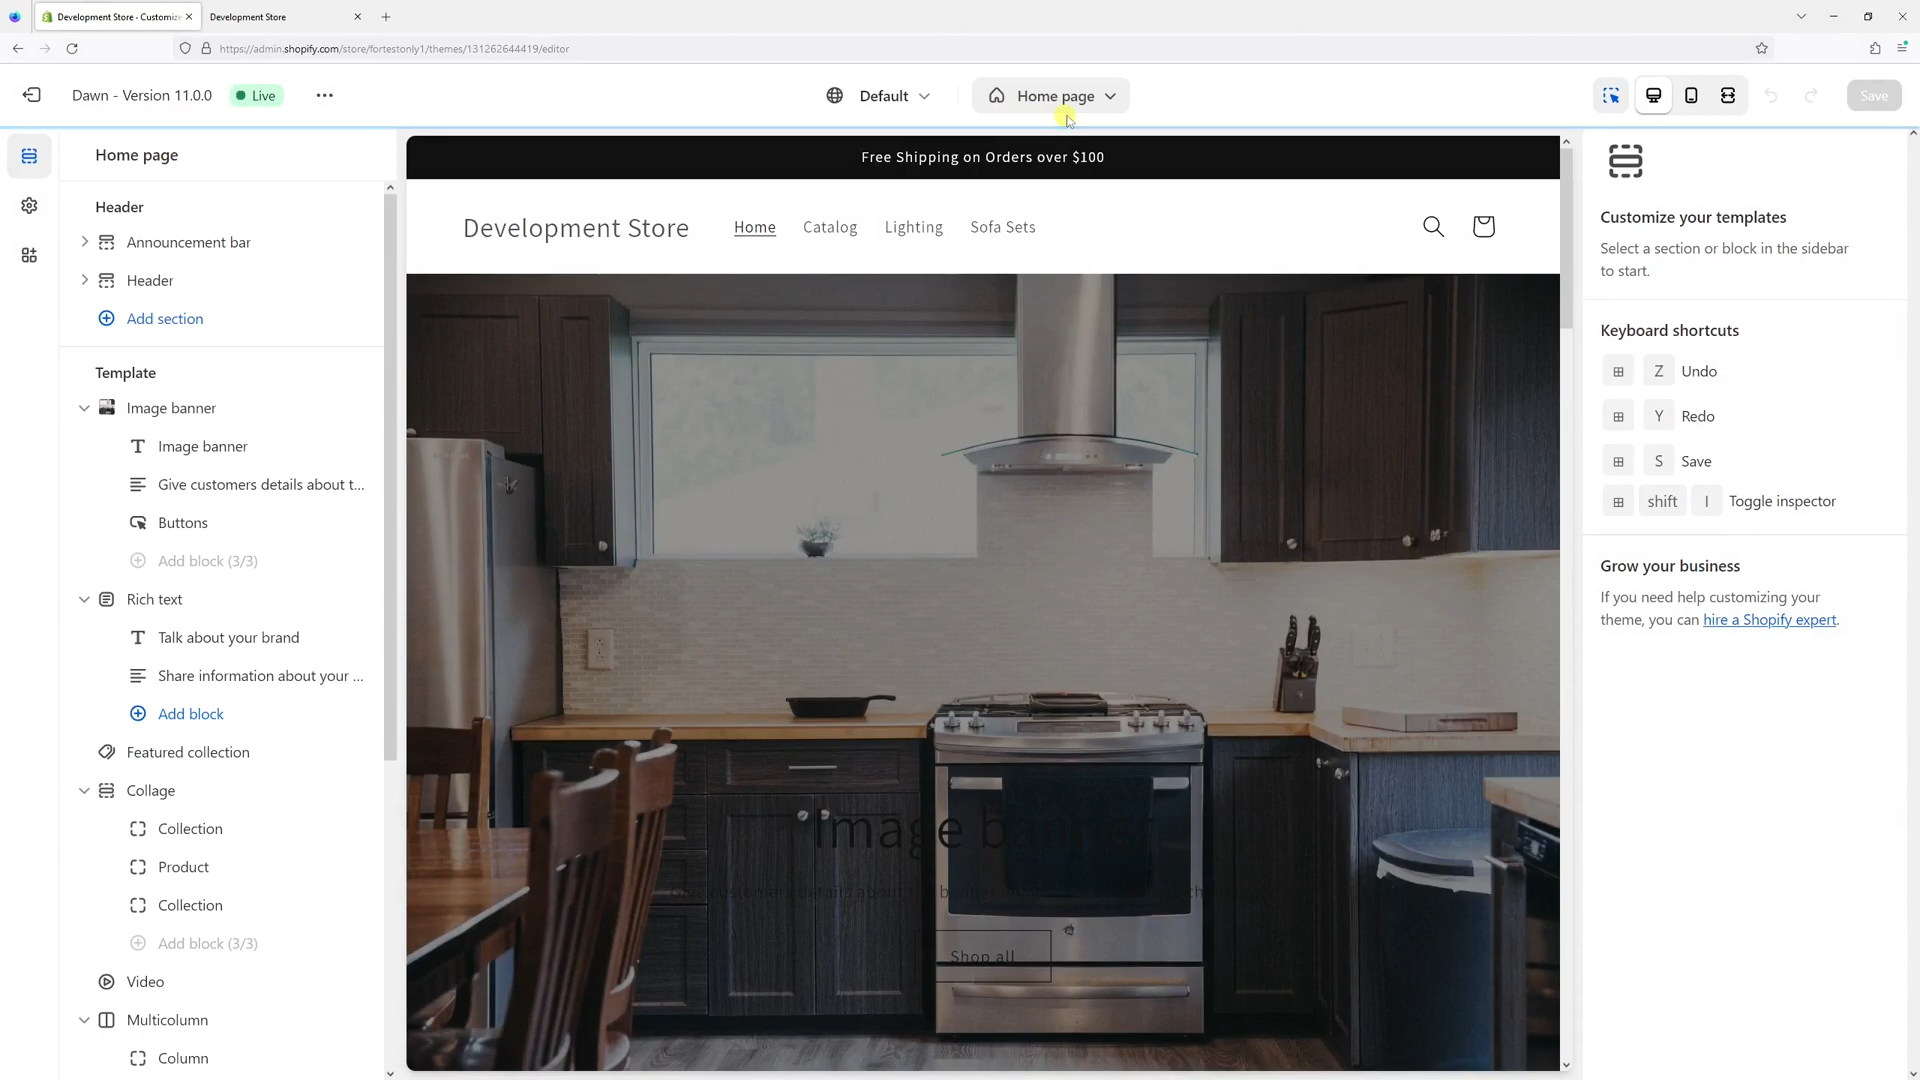 Development Store · Customize
Development Store
https://admin.shopify.com/store/fortestonly1/themes/131262644419/editor
Dawn - Version 11.0.0
Live
Default
Home page
Save
Home page
Header
Announcement bar
Header
Add section
Template
Image banner
Image banner
Give customers details about t...
Buttons
Add block (3/3)
Rich text
Talk about your brand
Share information about your ...
Add block
Featured collection
Collage
Collection
Product
Collection
Add block (3/3)
Video
Multicolumn
Column
Free Shipping on Orders over $100
Development Store
Home
Catalog
Lighting
Sofa Sets
Image banner
Give customers details about the
Shop all
Customize your templates
Select a section or block in the sidebar
to start.
Keyboard shortcuts
Z Undo
Y Redo
S Save
shift I Toggle inspector
Grow your business
If you need help customizing your
theme, you can hire a Shopify expert.